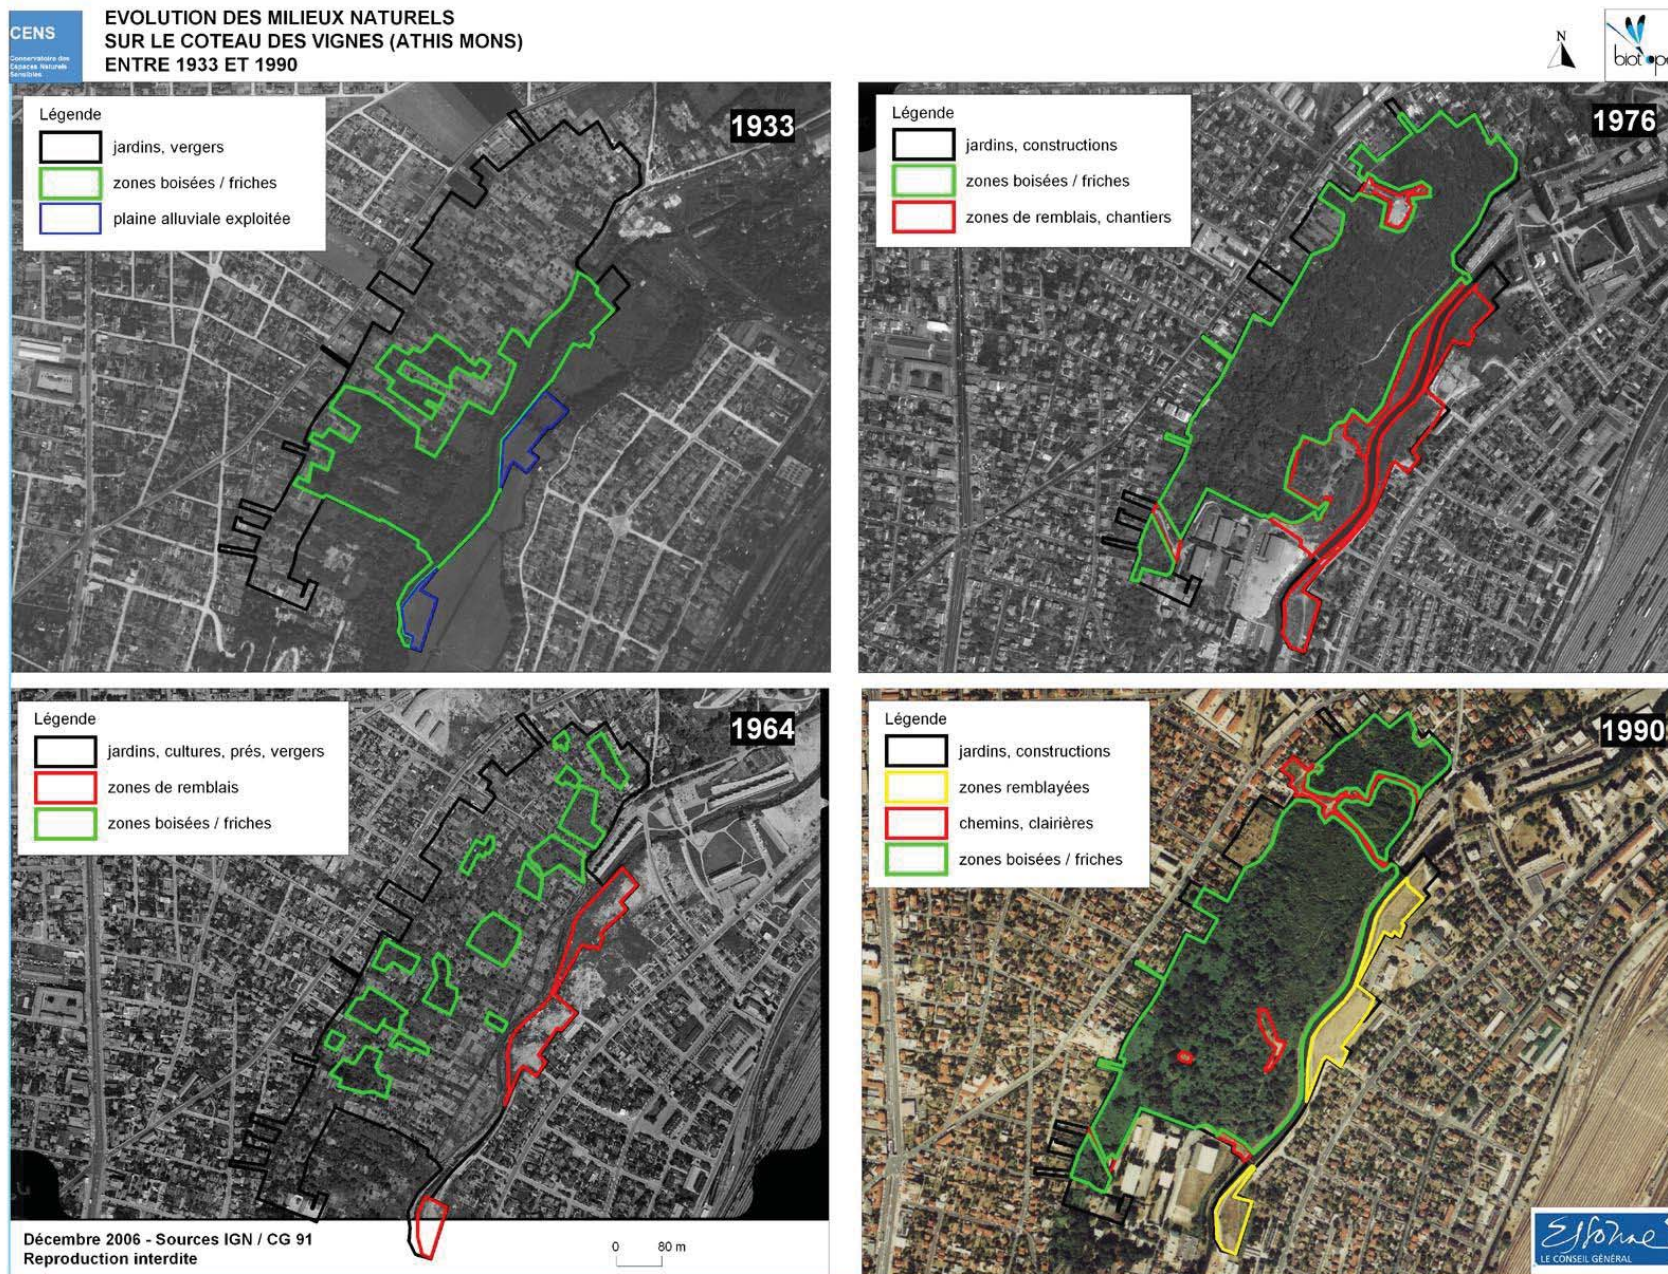 CENS
Conservatoire des
Espaces Naturels
Sensibles
EVOLUTION DES MILIEUX NATURELS
SUR LE COTEAU DES VIGNES (ATHIS MONS)
ENTRE 1933 ET 1990
N
biotope
Légende
jardins, vergers
zones boisées / friches
plaine alluviale exploitée
1933
Légende
jardins, constructions
zones boisées / friches
zones de remblais, chantiers
1976
Légende
jardins, cultures, prés, vergers
zones de remblais
zones boisées / friches
1964
Légende
jardins, constructions
zones remblayées
chemins, clairières
zones boisées / friches
1990
Décembre 2006 - Sources IGN / CG 91
Reproduction interdite
0 80 m
Essonne
LE CONSEIL GÉNÉRAL